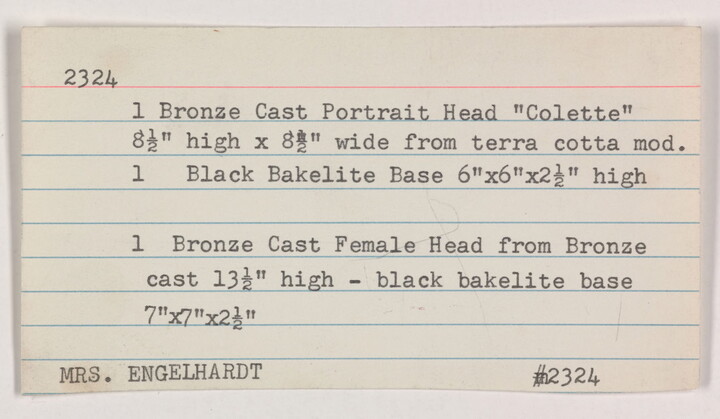 2324
1 Bronze Cast Portrait Head "Colette"
8½" high x 8½" wide from terra cotta mod.
1 Black Bakelite Base 6"x6"x2½" high
1 Bronze Cast Female Head from Bronze
cast 13½" high - black bakelite base
7"x7"x2½"
MRS. ENGELHARDT #2324